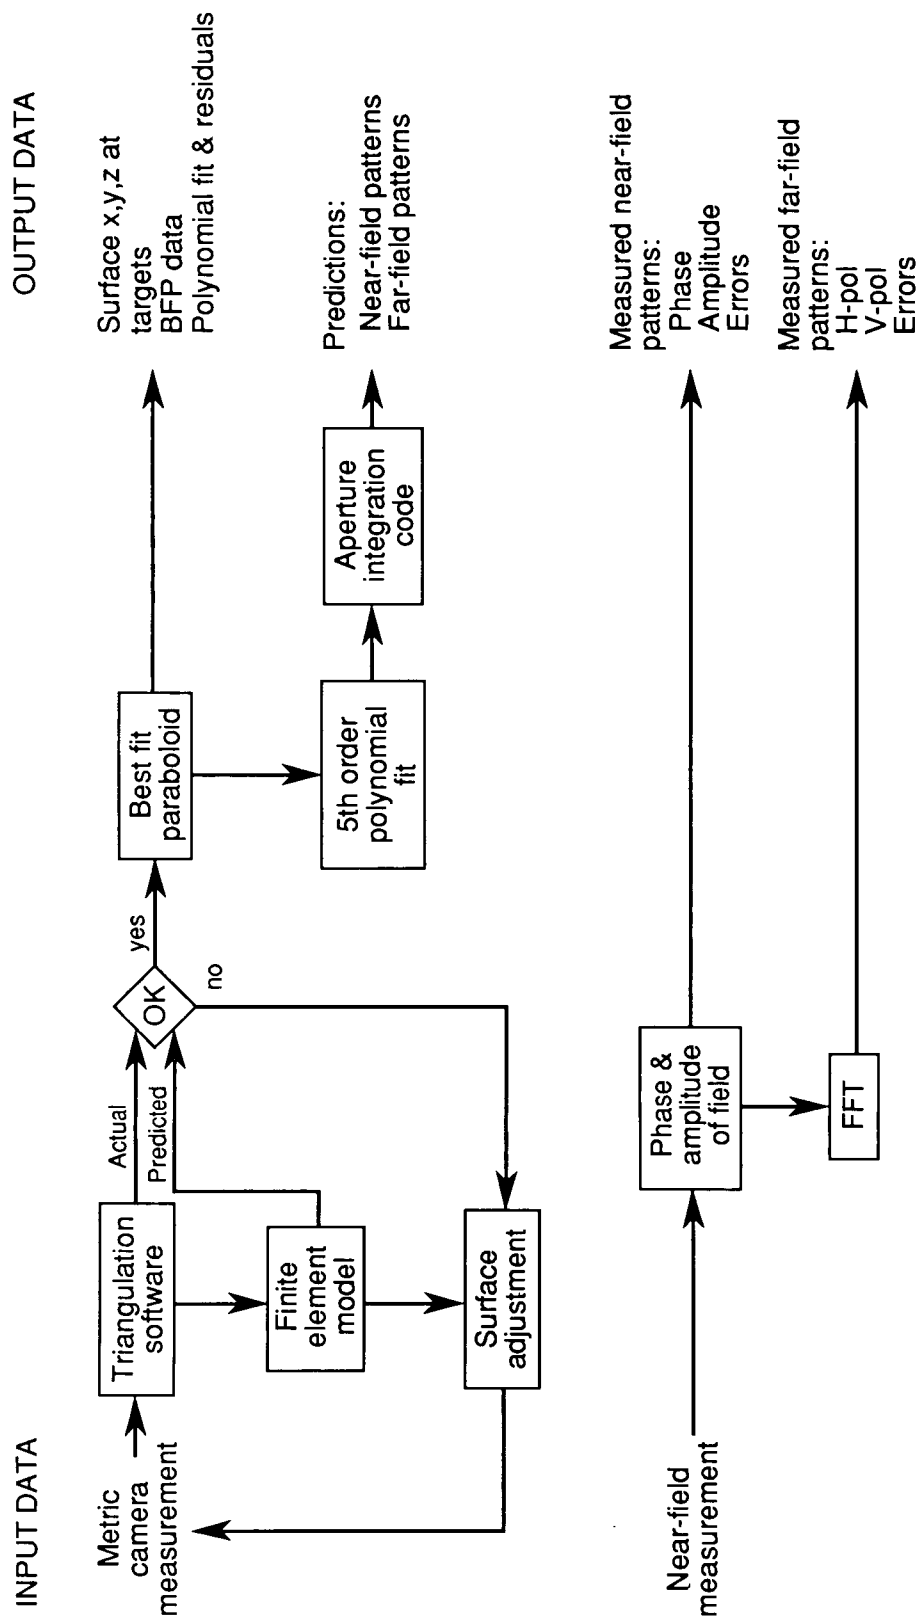 INPUT DATA
OUTPUT DATA
Metric
camera
measurement
Triangulation
software
Actual
Predicted
Finite
element
model
Surface
adjustment
OK
yes
no
Best fit
paraboloid
5th order
polynomial
fit
Aperture
integration
code
Surface x,y,z at
targets
BFP data
Polynomial fit & residuals
Predictions:
Near-field patterns
Far-field patterns
Near-field
measurement
Phase &
amplitude
of field
FFT
Measured near-field
patterns:
Phase
Amplitude
Errors
Measured far-field
patterns:
H-pol
V-pol
Errors